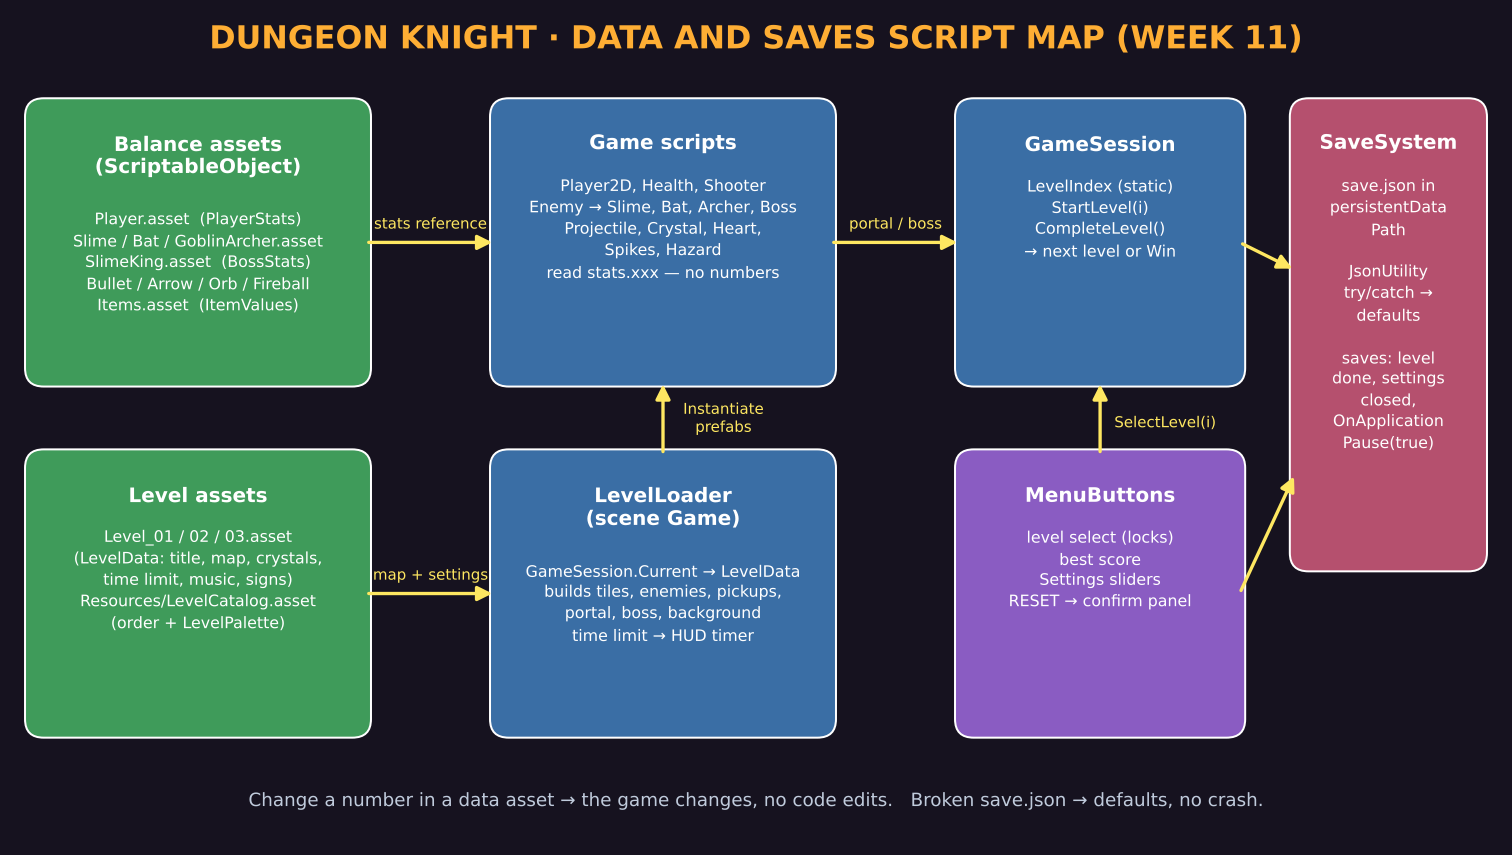 DUNGEON KNIGHT · DATA AND SAVES SCRIPT MAP (WEEK 11)
Balance assets
(ScriptableObject)
Player.asset  (PlayerStats)
Slime / Bat / GoblinArcher.asset
SlimeKing.asset  (BossStats)
Bullet / Arrow / Orb / Fireball
Items.asset  (ItemValues)
stats reference
Game scripts
Player2D, Health, Shooter
Enemy → Slime, Bat, Archer, Boss
Projectile, Crystal, Heart,
Spikes, Hazard
read stats.xxx — no numbers
portal / boss
GameSession
LevelIndex (static)
StartLevel(i)
CompleteLevel()
→ next level or Win
SaveSystem
save.json in
persistentData
Path
JsonUtility
try/catch →
defaults
saves: level
done, settings
closed,
OnApplication
Pause(true)
Instantiate
prefabs
SelectLevel(i)
Level assets
Level_01 / 02 / 03.asset
(LevelData: title, map, crystals,
time limit, music, signs)
Resources/LevelCatalog.asset
(order + LevelPalette)
map + settings
LevelLoader
(scene Game)
GameSession.Current → LevelData
builds tiles, enemies, pickups,
portal, boss, background
time limit → HUD timer
MenuButtons
level select (locks)
best score
Settings sliders
RESET → confirm panel
Change a number in a data asset → the game changes, no code edits.   Broken save.json → defaults, no crash.